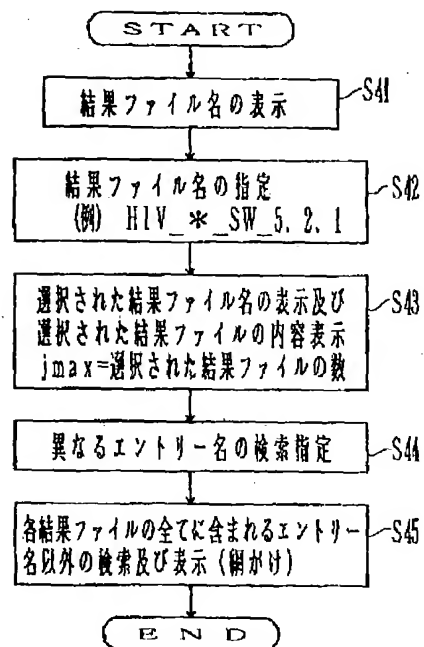 START
結果ファイル名の表示
S41
結果ファイル名の指定
(例) HIV_*_SW_5.2.1
S42
選択された結果ファイル名の表示及び
選択された結果ファイルの内容表示
jmax=選択された結果ファイルの数
S43
異なるエントリー名の検索指定
S44
各結果ファイルの全てに含まれるエントリー
名以外の検索及び表示(網がけ)
S45
END